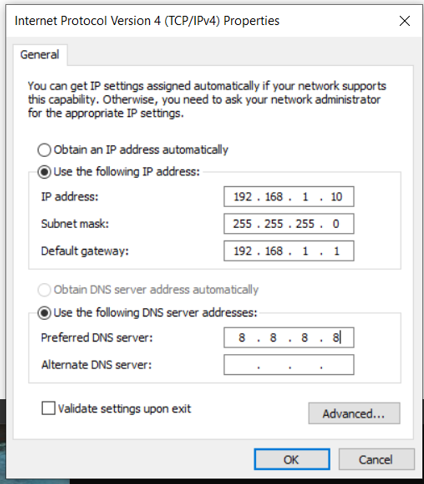 Internet Protocol Version 4 (TCP/IPv4) Properties
General
You can get IP settings assigned automatically if your network supports
this capability. Otherwise, you need to ask your network administrator
for the appropriate IP settings.
Obtain an IP address automatically
Use the following IP address:
IP address: 192 . 168 . 1 . 10
Subnet mask: 255 . 255 . 255 . 0
Default gateway: 192 . 168 . 1 . 1
Obtain DNS server address automatically
Use the following DNS server addresses:
Preferred DNS server: 8 . 8 . 8 . 8
Alternate DNS server: . . .
Validate settings upon exit
Advanced...
OK Cancel